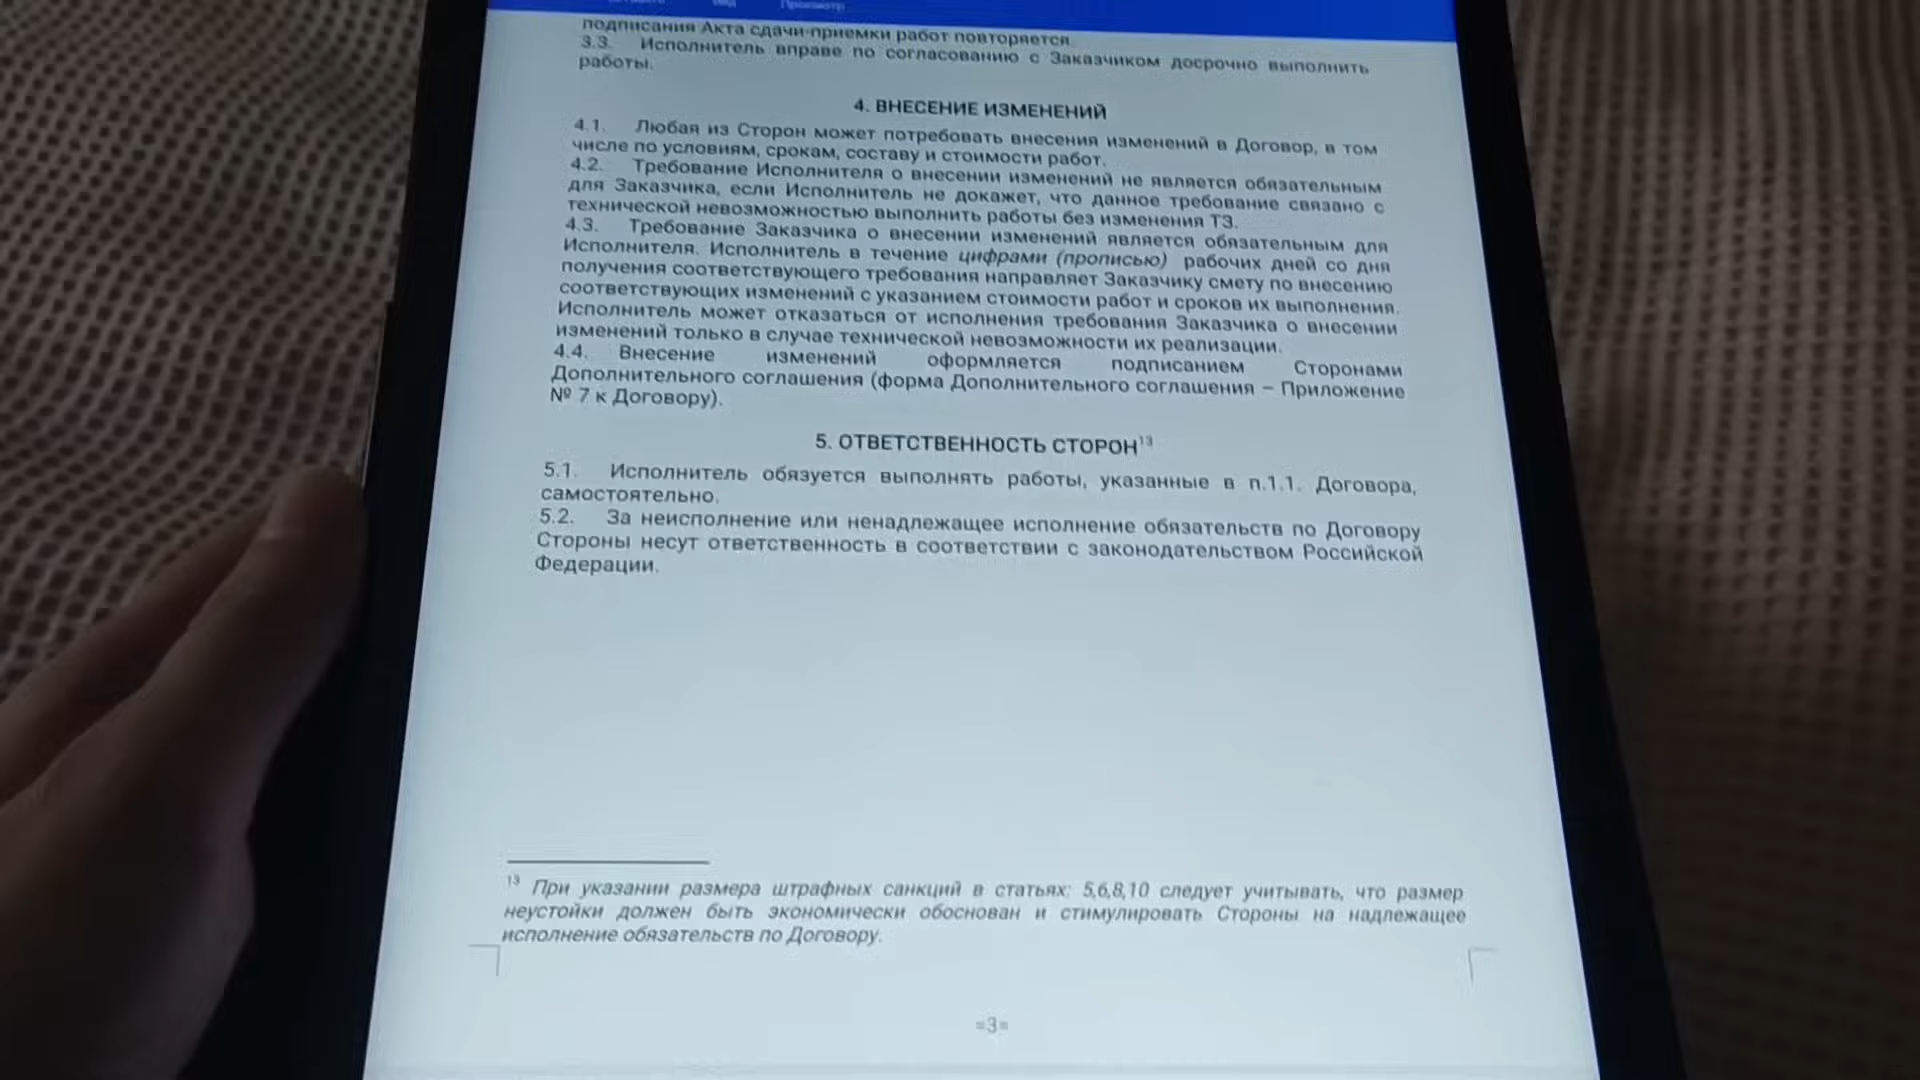 Просмотр
подписания Акта сдачи-приемки работ повторяется.
3.3. Исполнитель вправе по согласованию с Заказчиком досрочно выполнить
работы.
4. ВНЕСЕНИЕ ИЗМЕНЕНИЙ
4.1. Любая из Сторон может потребовать внесения изменений в Договор, в том
числе по условиям, срокам, составу и стоимости работ.
4.2. Требование Исполнителя о внесении изменений не является обязательным
для Заказчика, если Исполнитель не докажет, что данное требование связано с
технической невозможностью выполнить работы без изменения ТЗ.
4.3. Требование Заказчика о внесении изменений является обязательным для
Исполнителя. Исполнитель в течение цифрами (прописью) рабочих дней со дня
получения соответствующего требования направляет Заказчику смету по внесению
соответствующих изменений с указанием стоимости работ и сроков их выполнения.
Исполнитель может отказаться от исполнения требования Заказчика о внесении
изменений только в случае технической невозможности их реализации.
4.4. Внесение изменений оформляется подписанием Сторонами
Дополнительного соглашения (форма Дополнительного соглашения – Приложение
№ 7 к Договору).
5. ОТВЕТСТВЕННОСТЬ СТОРОН13
5.1. Исполнитель обязуется выполнять работы, указанные в п.1.1. Договора,
самостоятельно.
5.2. За неисполнение или ненадлежащее исполнение обязательств по Договору
Стороны несут ответственность в соответствии с законодательством Российской
Федерации.
13 При указании размера штрафных санкций в статьях: 5,6,8,10 следует учитывать, что размер
неустойки должен быть экономически обоснован и стимулировать Стороны на надлежащее
исполнение обязательств по Договору.
=3=